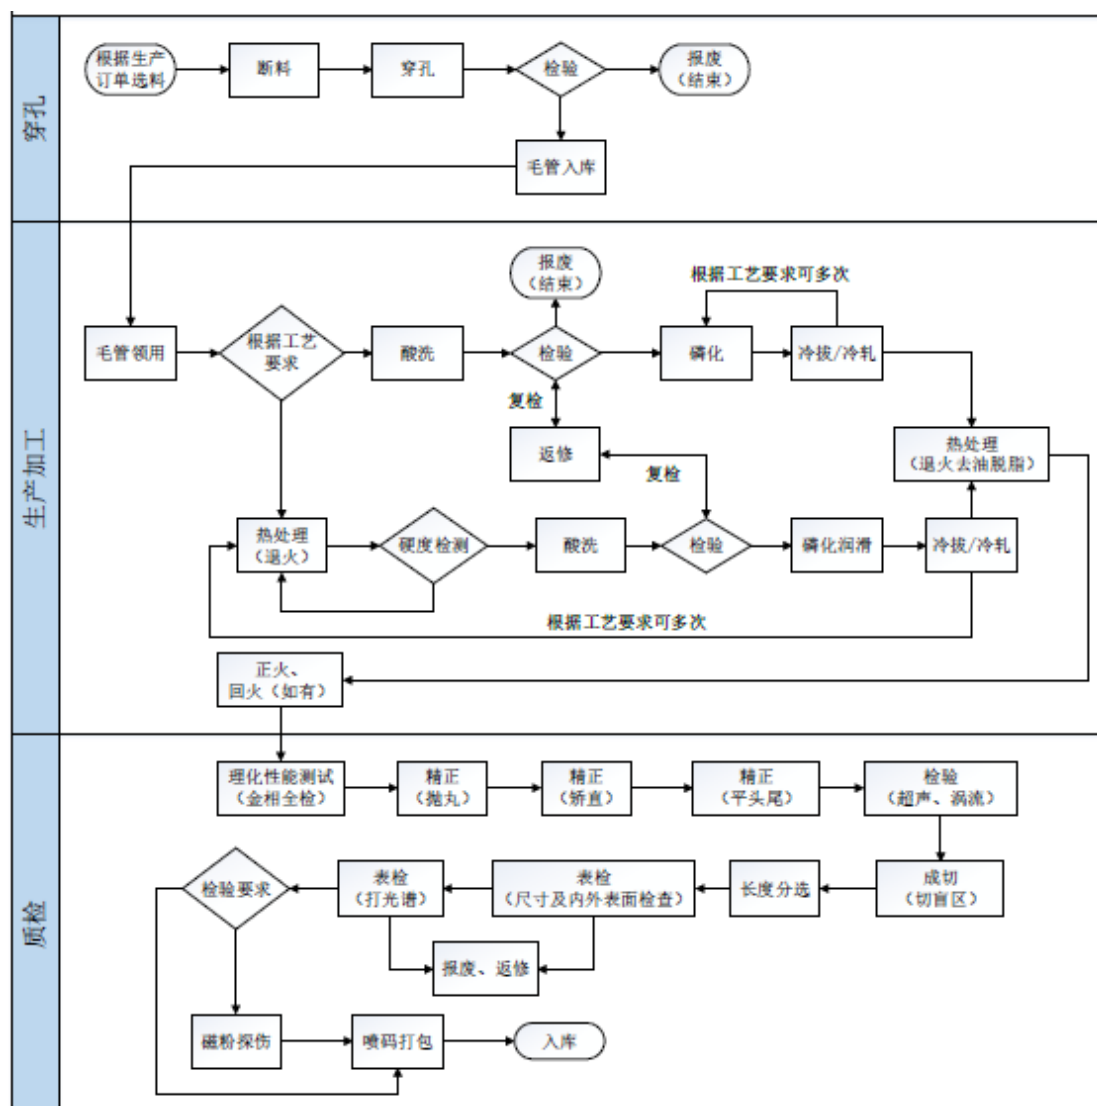 穿孔
根据生产
订单选料
断料
穿孔
检验
报废
（结束）
毛管入库
生产加工
报废
（结束）
根据工艺要求可多次
毛管领用
根据工艺
要求
酸洗
检验
磷化
冷拔/冷轧
复检
返修
热处理
（退火去油脱脂）
复检
热处理
（退火）
硬度检测
酸洗
检验
磷化润滑
冷拔/冷轧
根据工艺要求可多次
正火、
回火（如有）
质检
理化性能测试
（金相全检）
精正
（抛丸）
精正
（矫直）
精正
（平头尾）
检验
（超声、涡流）
检验要求
表检
（打光谱）
表检
（尺寸及内外表面检查）
长度分选
成切
（切盲区）
报废、返修
磁粉探伤
喷码打包
入库